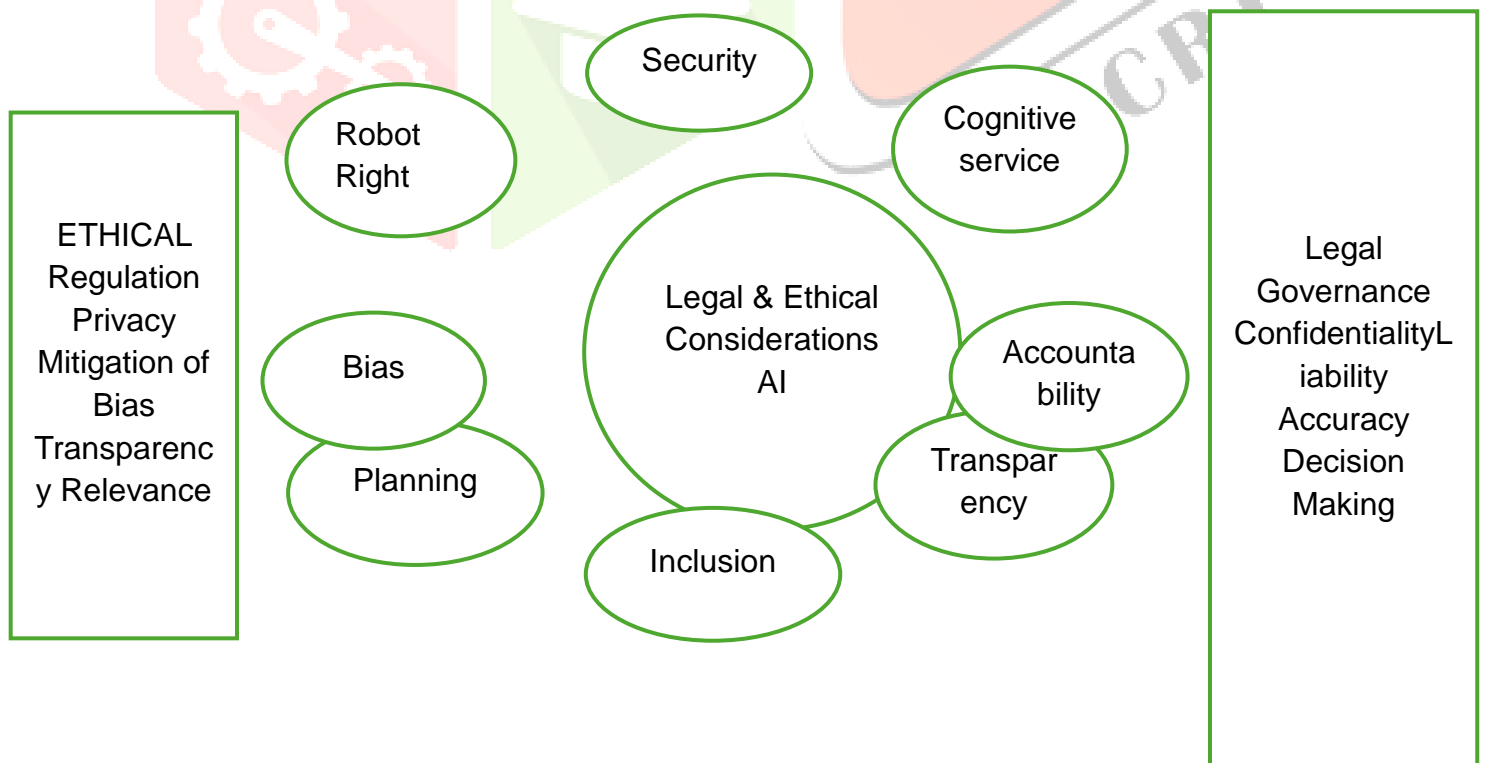 Security
Robot
Right
Cognitive
service
ETHICAL
Regulation
Privacy
Mitigation of
Bias
Transparenc
y Relevance
Legal & Ethical
Considerations
AI
Bias
Planning
Inclusion
Accounta
bility
Transpar
ency
Legal
Governance
ConfidentialityL
iability
Accuracy
Decision
Making